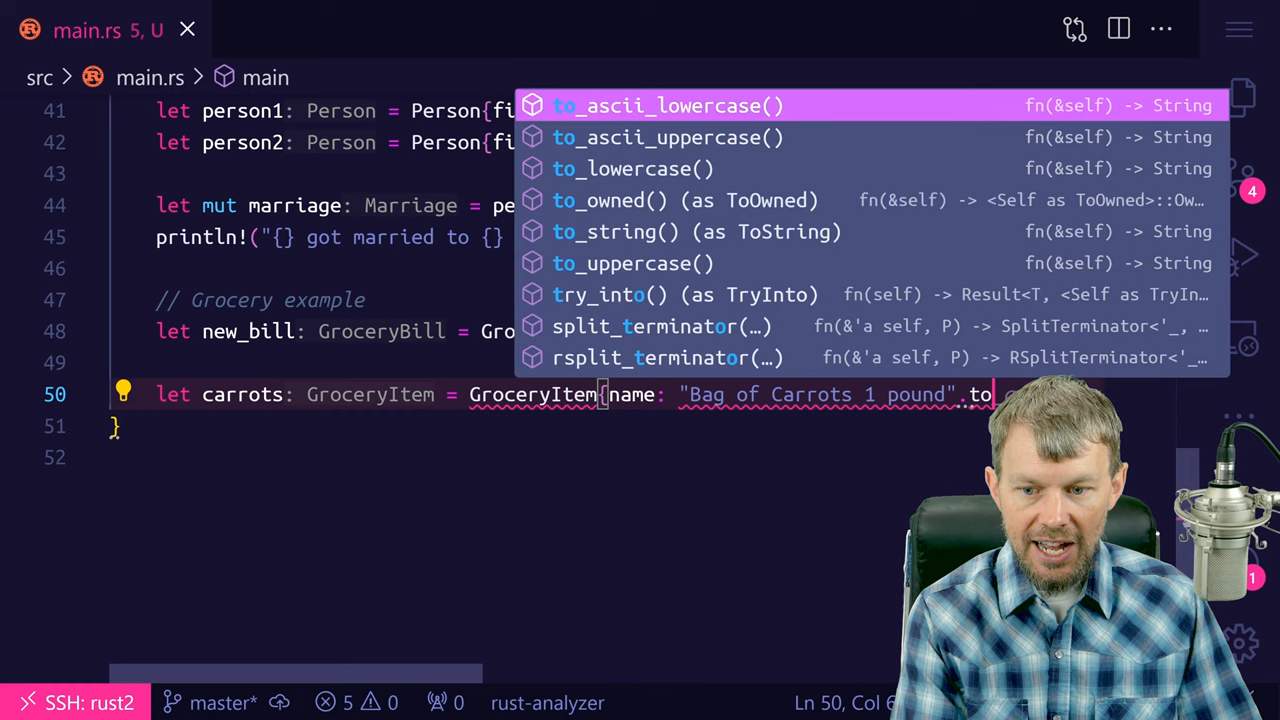 main.rs 5, U
src > main.rs > main
41 let person1: Person = Person{fi
42 let person2: Person = Person{fi
43
44 let mut marriage: Marriage = pe
45 println!("{} got married to {}
46
47 // Grocery example
48 let new_bill: GroceryBill = Gro
49
50 let carrots: GroceryItem = GroceryItem{name: "Bag of Carrots 1 pound".to
51 }
52
to_ascii_lowercase() fn(&self) -> String
to_ascii_uppercase() fn(&self) -> String
to_lowercase() fn(&self) -> String
to_owned() (as ToOwned) fn(&self) -> <Self as ToOwned>::Ow…
to_string() (as ToString) fn(&self) -> String
to_uppercase() fn(&self) -> String
try_into() (as TryInto) fn(self) -> Result<T, <Self as TryIn…
split_terminator(…) fn(&'a self, P) -> SplitTerminator<'_, …
rsplit_terminator(…) fn(&'a self, P) -> RSplitTerminator<'_…
4
1
SSH: rust2 master* 5 0 0 rust-analyzer Ln 50, Col